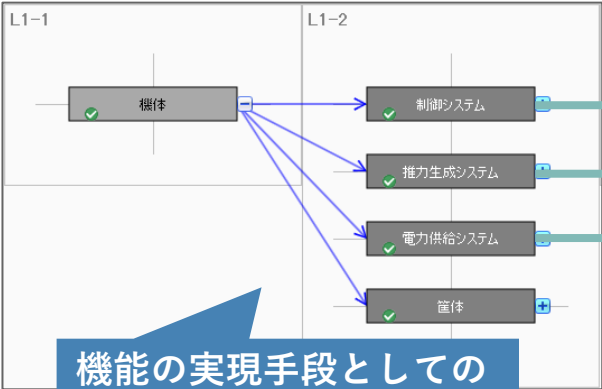 L1-1
L1-2
機体
制御システム
推力生成システム
電力供給システム
筐体
機能の実現手段としての